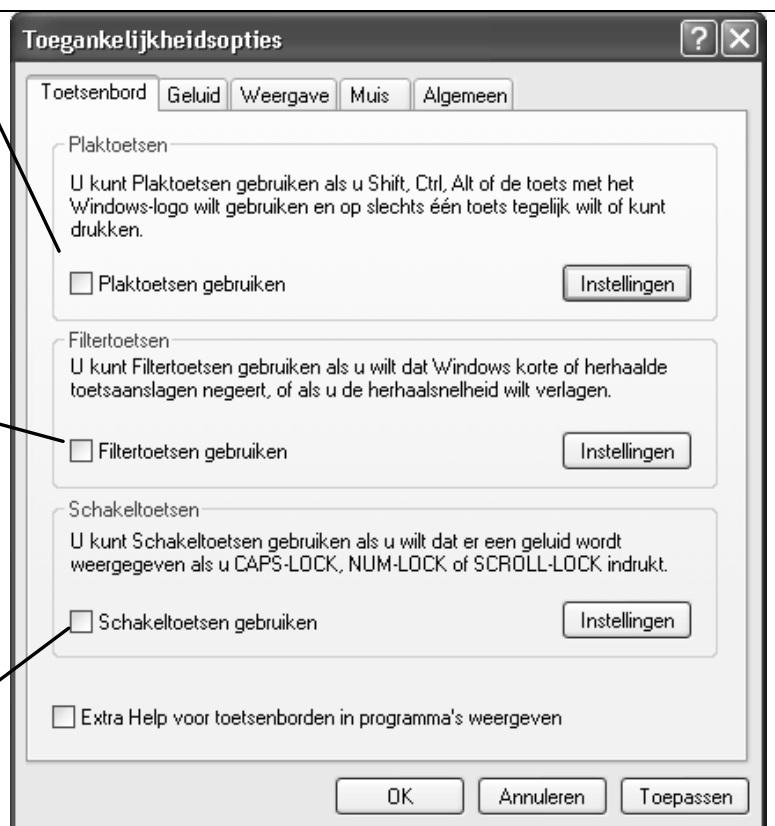 Toegankelijkheidsopties
Toetsenbord Geluid Weergave Muis Algemeen
Plaktoetsen
U kunt Plaktoetsen gebruiken als u Shift, Ctrl, Alt of de toets met het
Windows-logo wilt gebruiken en op slechts één toets tegelijk wilt of kunt
drukken.
Plaktoetsen gebruiken Instellingen
Filtertoetsen
U kunt Filtertoetsen gebruiken als u wilt dat Windows korte of herhaalde
toetsaanslagen negeert, of als u de herhaalsnelheid wilt verlagen.
Filtertoetsen gebruiken Instellingen
Schakeltoetsen
U kunt Schakeltoetsen gebruiken als u wilt dat er een geluid wordt
weergegeven als u CAPS-LOCK, NUM-LOCK of SCROLL-LOCK indrukt.
Schakeltoetsen gebruiken Instellingen
Extra Help voor toetsenborden in programma's weergeven
OK Annuleren Toepassen